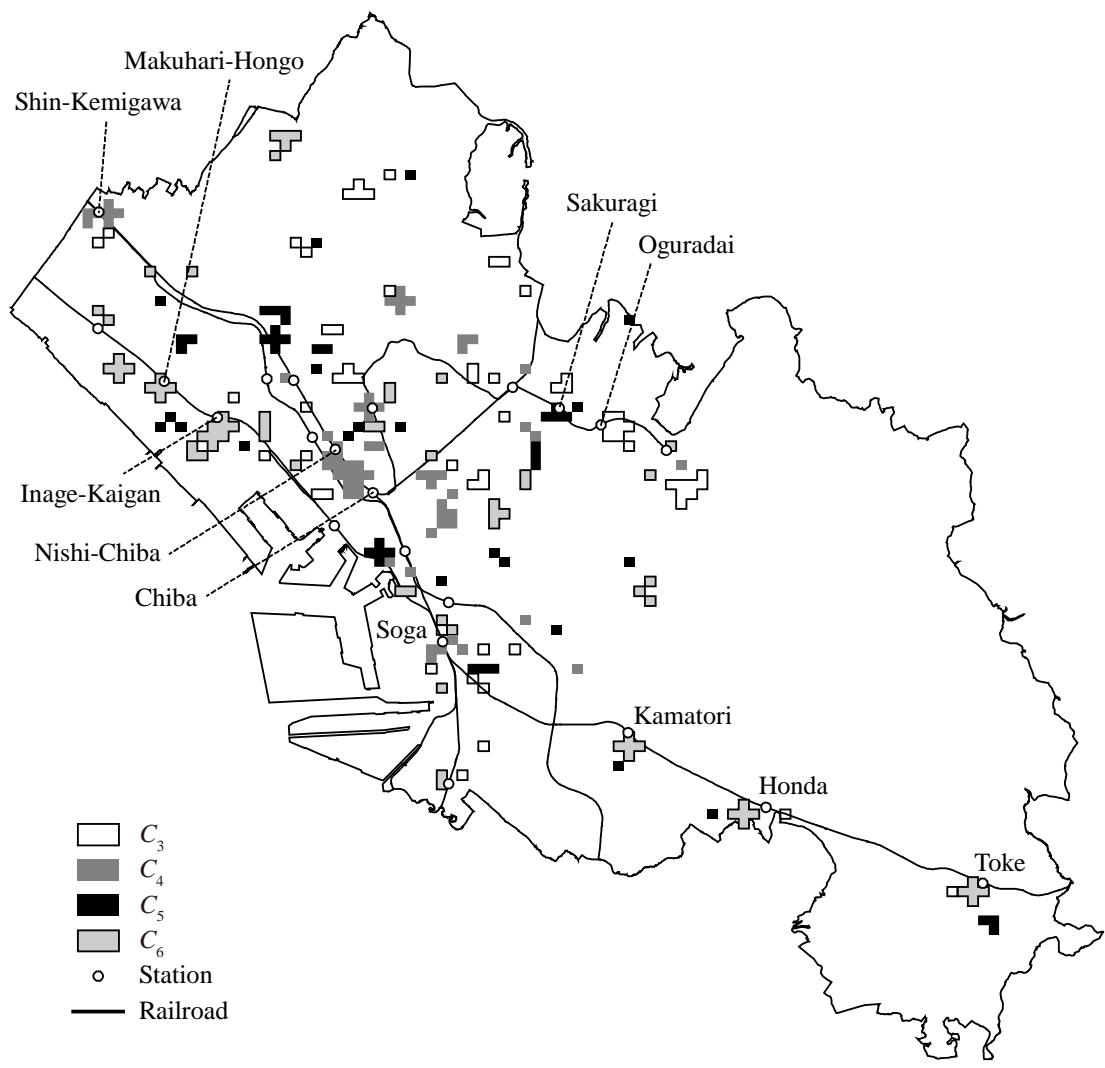 Makuhari-Hongo
Shin-Kemigawa
Sakuragi
Oguradai
Inage-Kaigan
Nishi-Chiba
Chiba
Soga
Kamatori
Honda
Toke
C3
C4
C5
C6
Station
Railroad